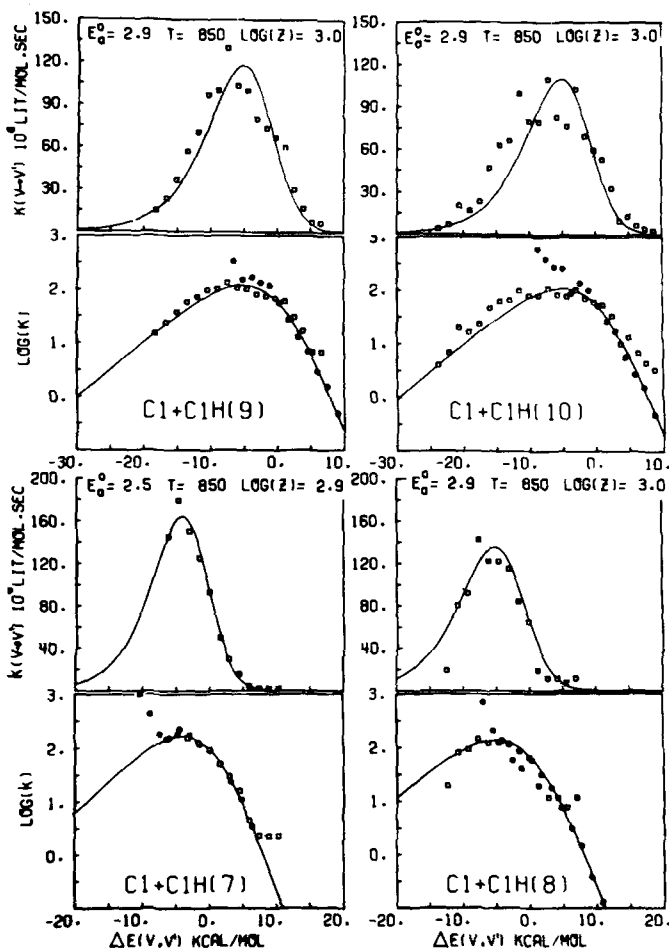 E°a= 2.9 T= 850 LOG(Z)= 3.0
E°a= 2.9 T= 850 LOG(Z)= 3.0
K(V→V') 10⁸ LIT/MOL.SEC
150.
120.
90.
60.
30.
150.
120.
90.
60.
30.
LOG(K)
3.
2.
1.
0.
3.
2.
1.
0.
Cl+ClH(9)
Cl+ClH(10)
-30. -20. -10. 0. 10.
-30. -20. -10. 0. 10.
E°a= 2.5 T= 850 LOG(Z)= 2.9
E°a= 2.9 T= 850 LOG(Z)= 3.0
200.
160.
120.
80.
40.
200.
160.
120.
80.
40.
LOG(k)
3.
2.
1.
0.
3.
2.
1.
0.
Cl+ClH(7)
Cl+ClH(8)
-20. -10. 0. 10. 20.
-20. -10. 0. 10. 20.
ΔE(V,V') KCAL/MOL
ΔE(V,V') KCAL/MOL